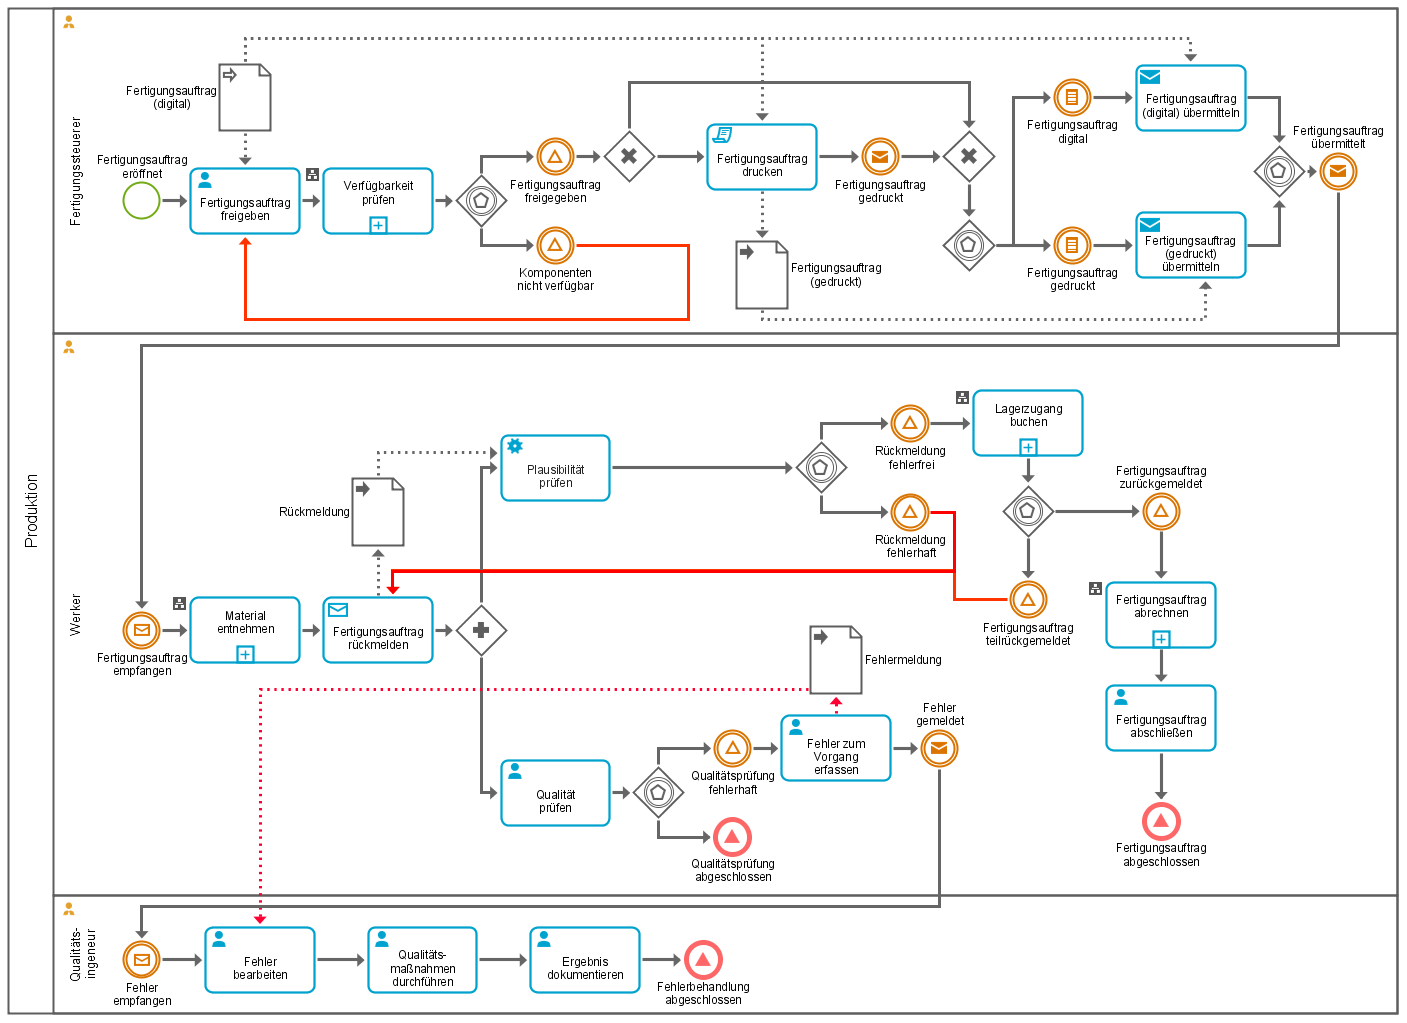 Produktion
Fertigungssteuerer
Fertigungsauftrag
(digital)
Fertigungsauftrag
eröffnet
Fertigungsauftrag
freigeben
Verfügbarkeit
prüfen
Fertigungsauftrag
freigegeben
Komponenten
nicht verfügbar
Fertigungsauftrag
drucken
Fertigungsauftrag
gedruckt
Fertigungsauftrag
(gedruckt)
Fertigungsauftrag
digital
Fertigungsauftrag
(digital) übermitteln
Fertigungsauftrag
gedruckt
Fertigungsauftrag
(gedruckt)
übermitteln
Fertigungsauftrag
übermittelt
Werker
Fertigungsauftrag
empfangen
Material
entnehmen
Fertigungsauftrag
rückmelden
Rückmeldung
Plausibilität
prüfen
Rückmeldung
fehlerfrei
Rückmeldung
fehlerhaft
Lagerzugang
buchen
Fertigungsauftrag
zurückgemeldet
Fertigungsauftrag
teilrückgemeldet
Fertigungsauftrag
abrechnen
Fertigungsauftrag
abschließen
Fertigungsauftrag
abgeschlossen
Qualität
prüfen
Qualitätsprüfung
fehlerhaft
Qualitätsprüfung
abgeschlossen
Fehler zum
Vorgang
erfassen
Fehlermeldung
Fehler
gemeldet
Qualitäts-
ingeneur
Fehler
empfangen
Fehler
bearbeiten
Qualitäts-
maßnahmen
durchführen
Ergebnis
dokumentieren
Fehlerbehandlung
abgeschlossen